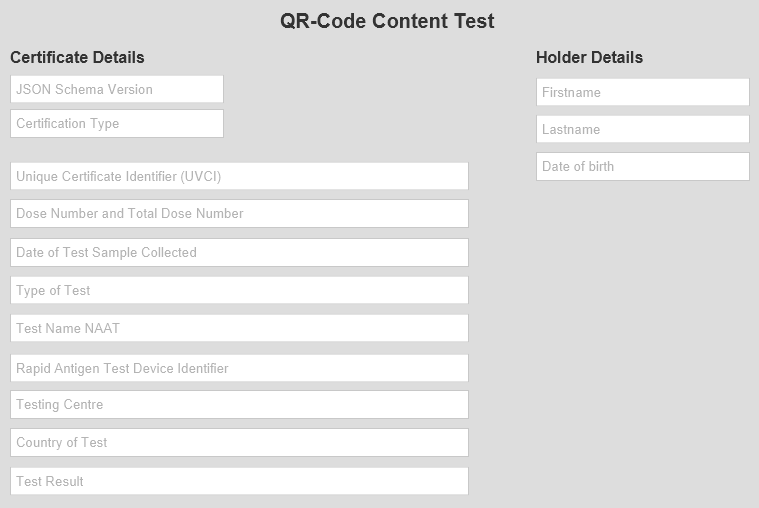 QR-Code Content Test
Certificate Details
JSON Schema Version
Certification Type
Unique Certificate Identifier (UVCI)
Dose Number and Total Dose Number
Date of Test Sample Collected
Type of Test
Test Name NAAT
Rapid Antigen Test Device Identifier
Testing Centre
Country of Test
Test Result
Holder Details
Firstname
Lastname
Date of birth